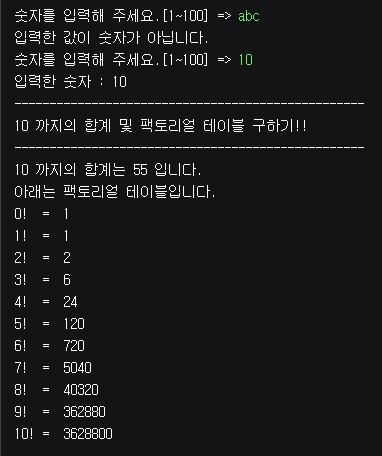 숫자를 입력해 주세요.[1~100] => abc
입력한 값이 숫자가 아닙니다.
숫자를 입력해 주세요.[1~100] => 10
입력한 숫자 : 10
--------------------------------------------------
10 까지의 합계 및 팩토리얼 테이블 구하기!!
--------------------------------------------------
10 까지의 합계는 55 입니다.
아래는 팩토리얼 테이블입니다.
0!  =  1
1!  =  1
2!  =  2
3!  =  6
4!  =  24
5!  =  120
6!  =  720
7!  =  5040
8!  =  40320
9!  =  362880
10! =  3628800